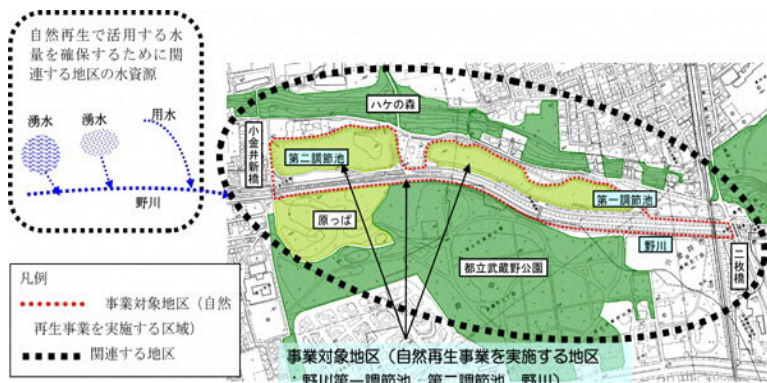 自然再生で活用する水
量を確保するために関
連する地区の水資源
湧水
湧水
用水
野川
ハケの森
小金井新橋
第二調節池
第一調節池
原っぱ
野川
都立武蔵野公園
二枚橋
凡例
事業対象地区（自然
再生事業を実施する区域）
関連する地区
事業対象地区（自然再生事業を実施する地区
：野川第一調節池、第二調節池、野川）